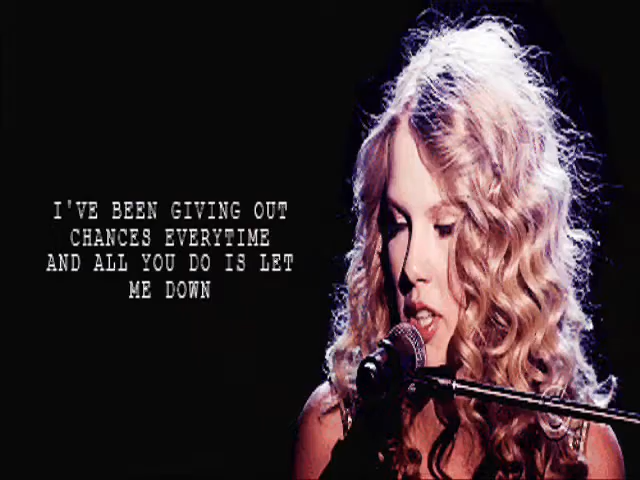 I'VE BEEN GIVING OUT
CHANCES EVERYTIME
AND ALL YOU DO IS LET
ME DOWN